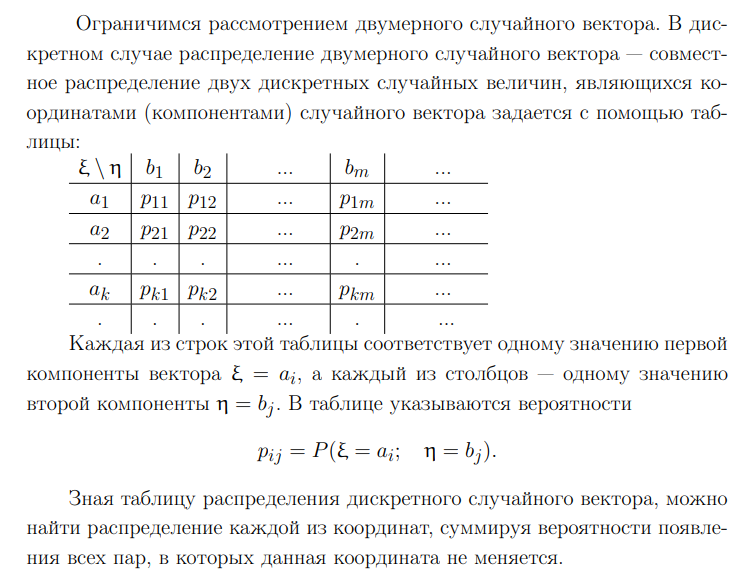 Ограничимся рассмотрением двумерного случайного вектора. В дис-
кретном случае распределение двумерного случайного вектора — совмест-
ное распределение двух дискретных случайных величин, являющихся ко-
ординатами (компонентами) случайного вектора задается с помощью таб-
лицы:
ξ \ η b₁ b₂ ... bₘ ...
a₁ p₁₁ p₁₂ ... p₁ₘ ...
a₂ p₂₁ p₂₂ ... p₂ₘ ...
. . . ... . ...
aₖ pₖ₁ pₖ₂ ... pₖₘ ...
. . . ... . ...
Каждая из строк этой таблицы соответствует одному значению первой
компоненты вектора ξ = aᵢ, а каждый из столбцов — одному значению
второй компоненты η = bⱼ. В таблице указываются вероятности
pᵢⱼ = P(ξ = aᵢ; η = bⱼ).
Зная таблицу распределения дискретного случайного вектора, можно
найти распределение каждой из координат, суммируя вероятности появле-
ния всех пар, в которых данная координата не меняется.